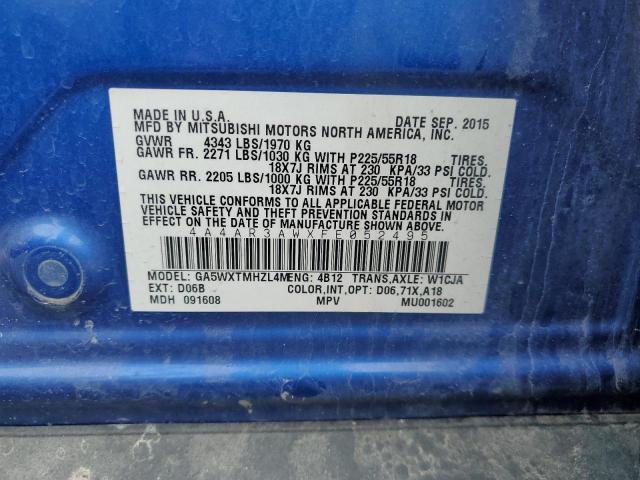 MADE IN U.S.A. DATE SEP. 2015
MFD BY MITSUBISHI MOTORS NORTH AMERICA, INC.
GVWR 4343 LBS/1970 KG
GAWR FR. 2271 LBS/1030 KG WITH P225/55R18 TIRES.
18X7J RIMS AT 230 KPA/33 PSI COLD.
GAWR RR. 2205 LBS/1000 KG WITH P225/55R18 TIRES.
18X7J RIMS AT 230 KPA/33 PSI COLD.
THIS VEHICLE CONFORMS TO ALL APPLICABLE FEDERAL MOTOR
VEHICLE SAFETY AND THEFT PREVENTION STANDARDS IN
EFFECT ON THE DATE OF MANUFACTURE SHOWN ABOVE.
4A4AR3AWXFE052495
MODEL: GA5WXTMHZL4M ENG: 4B12 TRANS,AXLE: W1CJA
EXT: D06B COLOR,INT,OPT: D06,71X,A18
MDH 091608 MPV MU001602